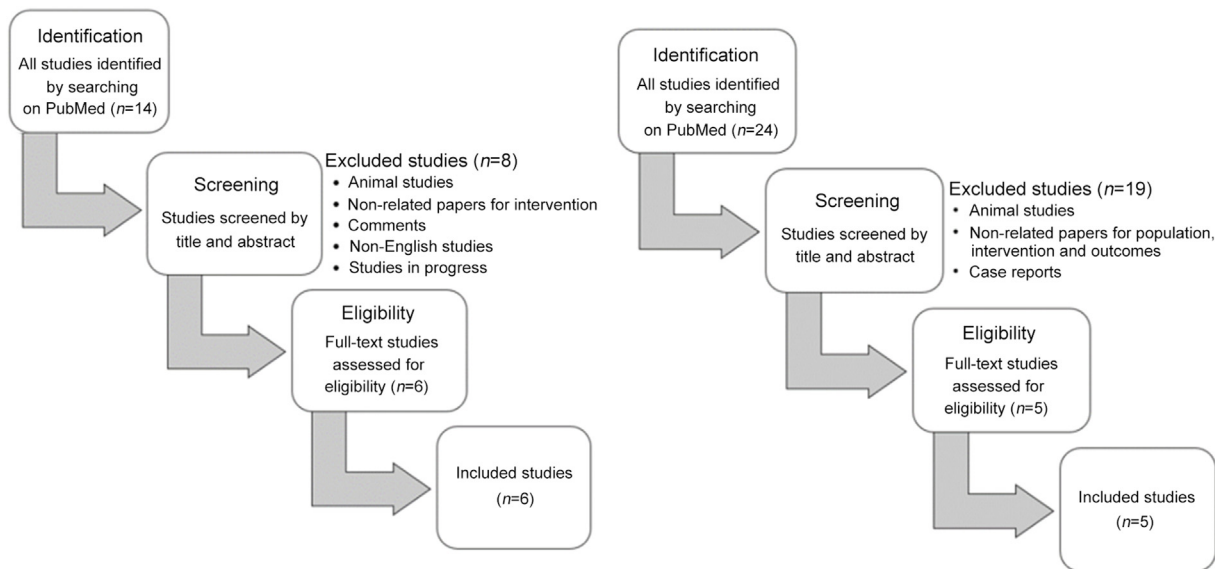 Identification
All studies identified
by searching
on PubMed (n=14)
Screening
Studies screened by
title and abstract
Excluded studies (n=8)
• Animal studies
• Non-related papers for intervention
• Comments
• Non-English studies
• Studies in progress
Eligibility
Full-text studies
assessed for
eligibility (n=6)
Included studies
(n=6)
Identification
All studies identified
by searching
on PubMed (n=24)
Screening
Studies screened by
title and abstract
Excluded studies (n=19)
• Animal studies
• Non-related papers for population,
intervention and outcomes
• Case reports
Eligibility
Full-text studies
assessed for
eligibility (n=5)
Included studies
(n=5)